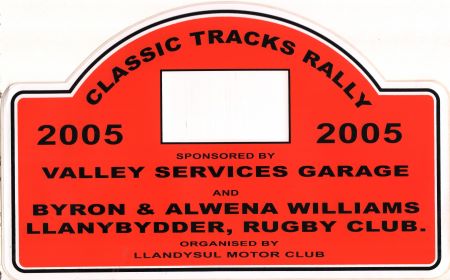 CLASSIC TRACKS RALLY
2005 2005
SPONSORED BY
VALLEY SERVICES GARAGE
AND
BYRON & ALWENA WILLIAMS
LLANYBYDDER, RUGBY CLUB.
ORGANISED BY
LLANDYSUL MOTOR CLUB